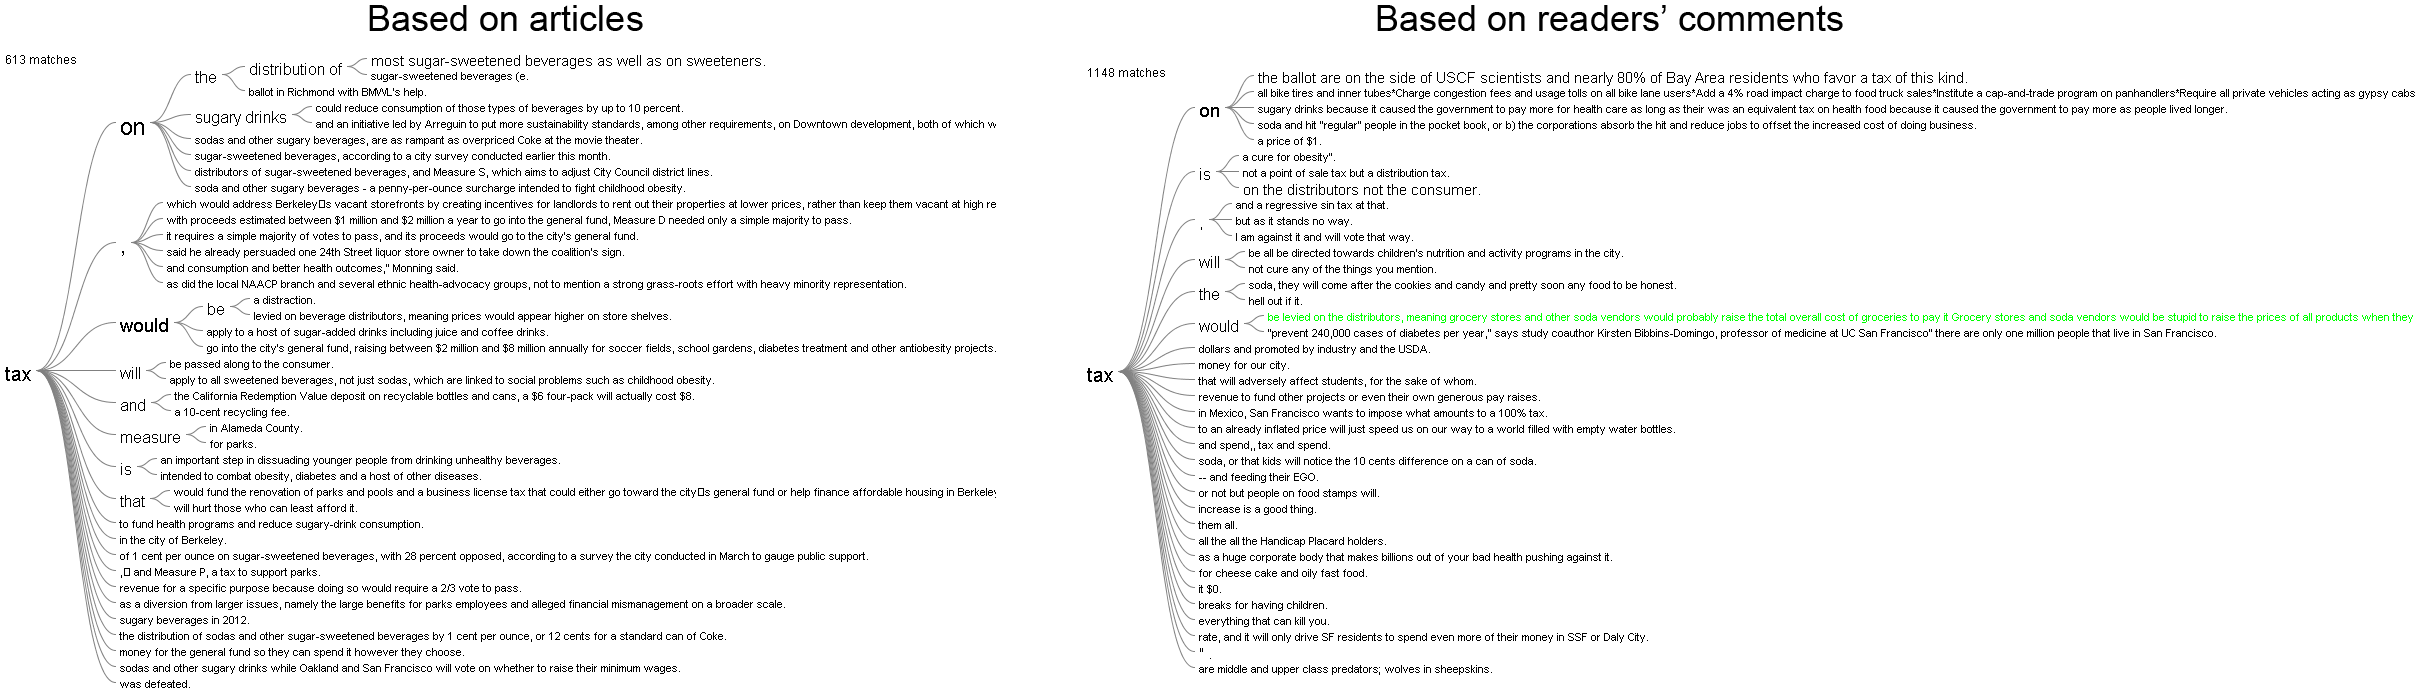 Based on articles
613 matches
tax
on
the
distribution of
most sugar-sweetened beverages as well as on sweeteners.
sugar-sweetened beverages (e.
ballot in Richmond with BMWL's help.
sugary drinks
could reduce consumption of those types of beverages by up to 10 percent.
and an initiative led by Arreguin to put more sustainability standards, among other requirements, on Downtown development, both of which w
sodas and other sugary beverages, are as rampant as overpriced Coke at the movie theater.
sugar-sweetened beverages, according to a city survey conducted earlier this month.
distributors of sugar-sweetened beverages, and Measure S, which aims to adjust City Council district lines.
soda and other sugary beverages - a penny-per-ounce surcharge intended to fight childhood obesity.
,
which would address Berkeley▯s vacant storefronts by creating incentives for landlords to rent out their properties at lower prices, rather than keep them vacant at high re
with proceeds estimated between $1 million and $2 million a year to go into the general fund, Measure D needed only a simple majority to pass.
it requires a simple majority of votes to pass, and its proceeds would go to the city's general fund.
said he already persuaded one 24th Street liquor store owner to take down the coalition's sign.
and consumption and better health outcomes," Monning said.
as did the local NAACP branch and several ethnic health-advocacy groups, not to mention a strong grass-roots effort with heavy minority representation.
would
be
a distraction.
levied on beverage distributors, meaning prices would appear higher on store shelves.
apply to a host of sugar-added drinks including juice and coffee drinks.
go into the city's general fund, raising between $2 million and $8 million annually for soccer fields, school gardens, diabetes treatment and other antiobesity projects.
will
be passed along to the consumer.
apply to all sweetened beverages, not just sodas, which are linked to social problems such as childhood obesity.
and
the California Redemption Value deposit on recyclable bottles and cans, a $6 four-pack will actually cost $8.
a 10-cent recycling fee.
measure
in Alameda County.
for parks.
is
an important step in dissuading younger people from drinking unhealthy beverages.
intended to combat obesity, diabetes and a host of other diseases.
that
would fund the renovation of parks and pools and a business license tax that could either go toward the city▯s general fund or help finance affordable housing in Berkeley
will hurt those who can least afford it.
to fund health programs and reduce sugary-drink consumption.
in the city of Berkeley.
of 1 cent per ounce on sugar-sweetened beverages, with 28 percent opposed, according to a survey the city conducted in March to gauge public support.
,▯ and Measure P, a tax to support parks.
revenue for a specific purpose because doing so would require a 2/3 vote to pass.
as a diversion from larger issues, namely the large benefits for parks employees and alleged financial mismanagement on a broader scale.
sugary beverages in 2012.
the distribution of sodas and other sugar-sweetened beverages by 1 cent per ounce, or 12 cents for a standard can of Coke.
money for the general fund so they can spend it however they choose.
sodas and other sugary drinks while Oakland and San Francisco will vote on whether to raise their minimum wages.
was defeated.
Based on readers' comments
1148 matches
tax
on
the ballot are on the side of USCF scientists and nearly 80% of Bay Area residents who favor a tax of this kind.
all bike tires and inner tubes*Charge congestion fees and usage tolls on all bike lane users*Add a 4% road impact charge to food truck sales*Institute a cap-and-trade program on panhandlers*Require all private vehicles acting as gypsy cabs
sugary drinks because it caused the government to pay more for health care as long as their was an equivalent tax on health food because it caused the government to pay more as people lived longer.
soda and hit "regular" people in the pocket book, or b) the corporations absorb the hit and reduce jobs to offset the increased cost of doing business.
a price of $1.
is
a cure for obesity".
not a point of sale tax but a distribution tax.
on the distributors not the consumer.
,
and a regressive sin tax at that.
but as it stands no way.
I am against it and will vote that way.
will
be all be directed towards children's nutrition and activity programs in the city.
not cure any of the things you mention.
the
soda, they will come after the cookies and candy and pretty soon any food to be honest.
hell out if it.
would
be levied on the distributors, meaning grocery stores and other soda vendors would probably raise the total overall cost of groceries to pay it Grocery stores and soda vendors would be stupid to raise the prices of all products when they
"prevent 240,000 cases of diabetes per year," says study coauthor Kirsten Bibbins-Domingo, professor of medicine at UC San Francisco" there are only one million people that live in San Francisco.
dollars and promoted by industry and the USDA.
money for our city.
that will adversely affect students, for the sake of whom.
revenue to fund other projects or even their own generous pay raises.
in Mexico, San Francisco wants to impose what amounts to a 100% tax.
to an already inflated price will just speed us on our way to a world filled with empty water bottles.
and spend,, tax and spend.
soda, or that kids will notice the 10 cents difference on a can of soda.
-- and feeding their EGO.
or not but people on food stamps will.
increase is a good thing.
them all.
all the all the Handicap Placard holders.
as a huge corporate body that makes billions out of your bad health pushing against it.
for cheese cake and oily fast food.
it $0.
breaks for having children.
everything that can kill you.
rate, and it will only drive SF residents to spend even more of their money in SSF or Daly City.
" .
are middle and upper class predators; wolves in sheepskins.